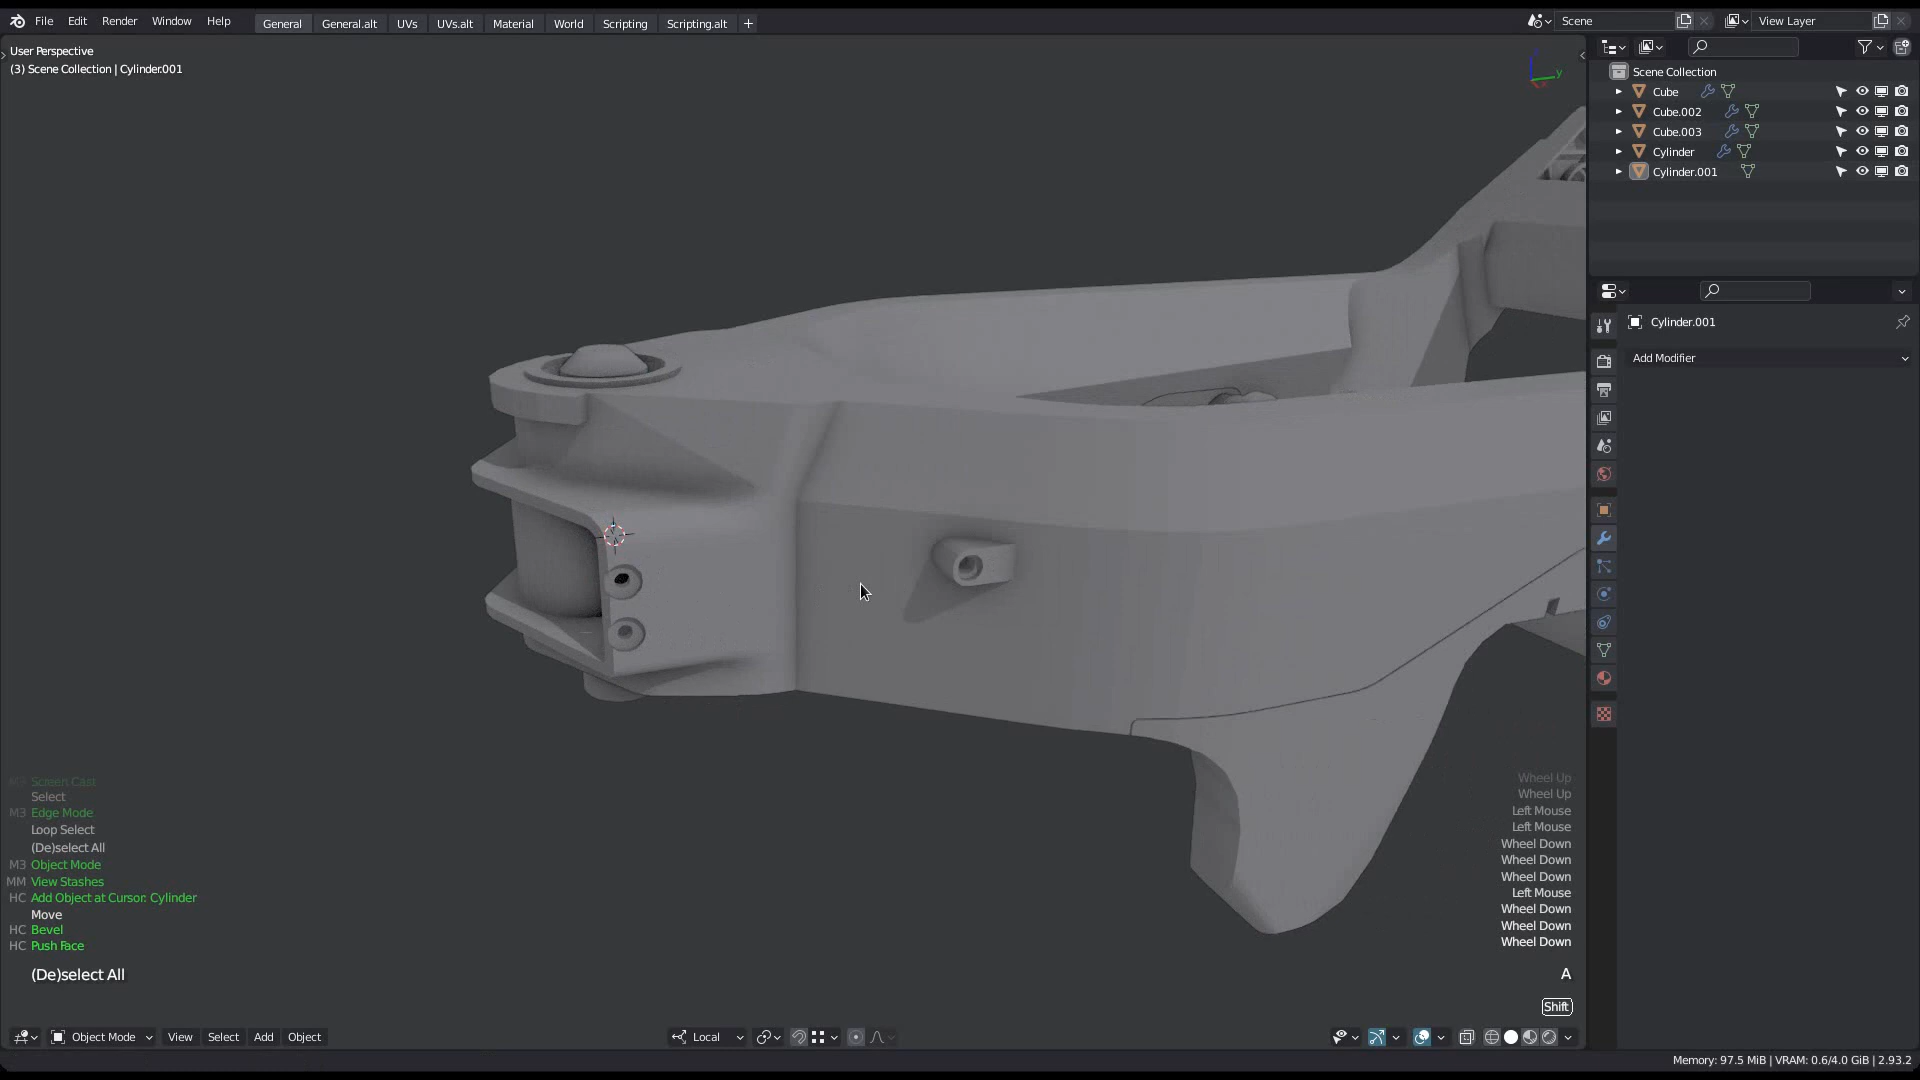 File Edit Render Window Help General General.alt UVs UVs.alt Material World Scripting Scripting.alt + Scene View Layer
User Perspective
(3) Scene Collection | Cylinder.001
y
Scene Collection
Cube
Cube.002
Cube.003
Cylinder
Cylinder.001
Cylinder.001
Add Modifier
M3 Screen Cast
Select
M3 Edge Mode
Loop Select
(De)select All
M3 Object Mode
MM View Stashes
HC Add Object at Cursor: Cylinder
Move
HC Bevel
HC Push Face
(De)select All
Wheel Up
Wheel Up
Left Mouse
Left Mouse
Wheel Down
Wheel Down
Wheel Down
Left Mouse
Wheel Down
Wheel Down
Wheel Down
A
Shift
Object Mode View Select Add Object Local
Memory: 97.5 MiB | VRAM: 0.6/4.0 GiB | 2.93.2